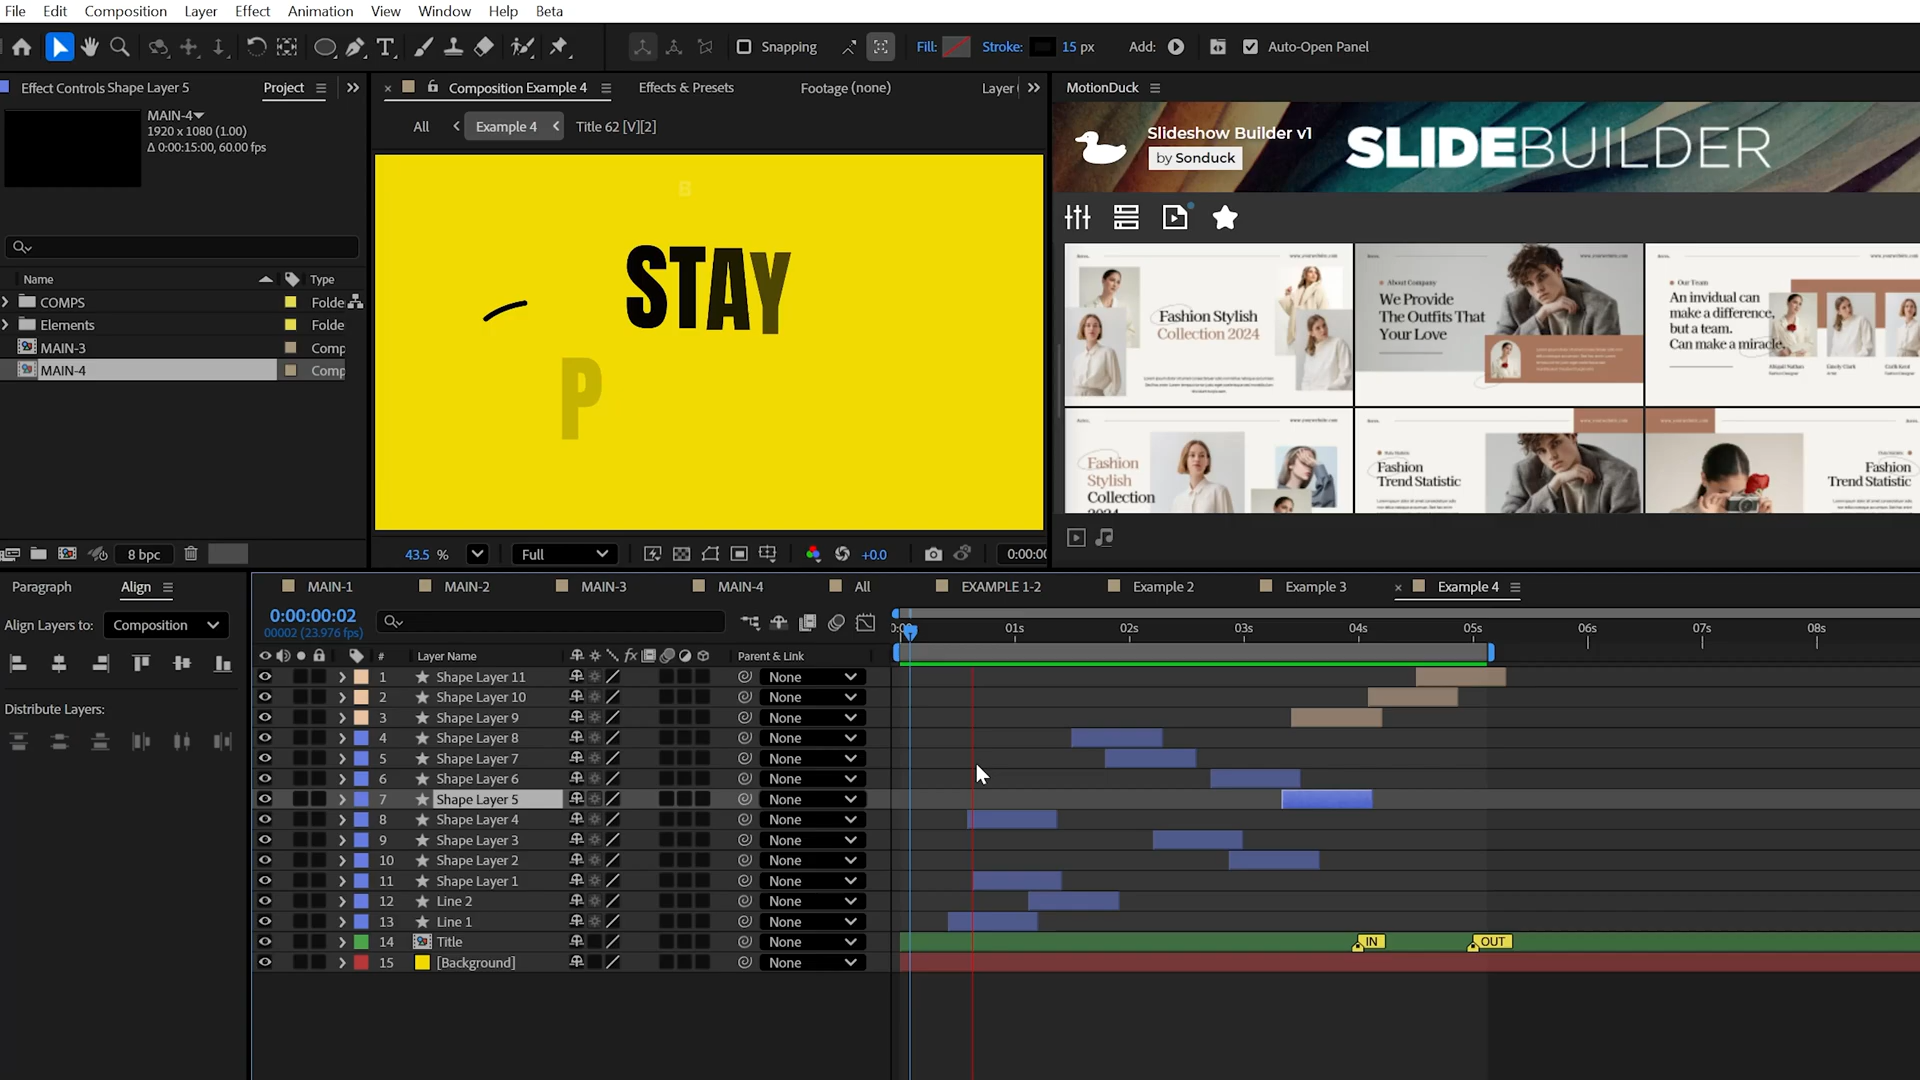 File Edit Composition Layer Effect Animation View Window Help Beta
Snapping Fill: Stroke: 15 px Add: Auto-Open Panel
Effect Controls Shape Layer 5 Project
MAIN-4
1920 x 1080 (1.00)
Δ 0:00:15:00, 60.00 fps
Name Type
COMPS Folde
Elements Folde
MAIN-3 Comp
MAIN-4 Comp
8 bpc
Composition Example 4 Effects & Presets Footage (none) Layer
All Example 4 Title 62 [V][2]
B
STAY
P
43.5 % Full +0.0 0:00:00
MotionDuck
Slideshow Builder v1
by Sonduck
SLIDEBUILDER
www.yourwebsite.com
Fashion Stylish
Collection 2024
www.yourwebsite.com
About Company
We Provide
The Outfits That
Your Love
Our Team
An invidual can
make a difference,
but a team.
Can make a miracle.
Fashion
Stylish
Collection
2024
Fashion
Trend Statistic
Fashion
Trend Statistic
Paragraph Align
Align Layers to: Composition
Distribute Layers:
MAIN-1 MAIN-2 MAIN-3 MAIN-4 All EXAMPLE 1-2 Example 2 Example 3 Example 4
0:00:00:02
00002 (23.976 fps)
01s 02s 03s 04s 05s 06s 07s 08s
# Layer Name fx Parent & Link
1 Shape Layer 11 None
2 Shape Layer 10 None
3 Shape Layer 9 None
4 Shape Layer 8 None
5 Shape Layer 7 None
6 Shape Layer 6 None
7 Shape Layer 5 None
8 Shape Layer 4 None
9 Shape Layer 3 None
10 Shape Layer 2 None
11 Shape Layer 1 None
12 Line 2 None
13 Line 1 None
14 Title None IN OUT
15 [Background] None